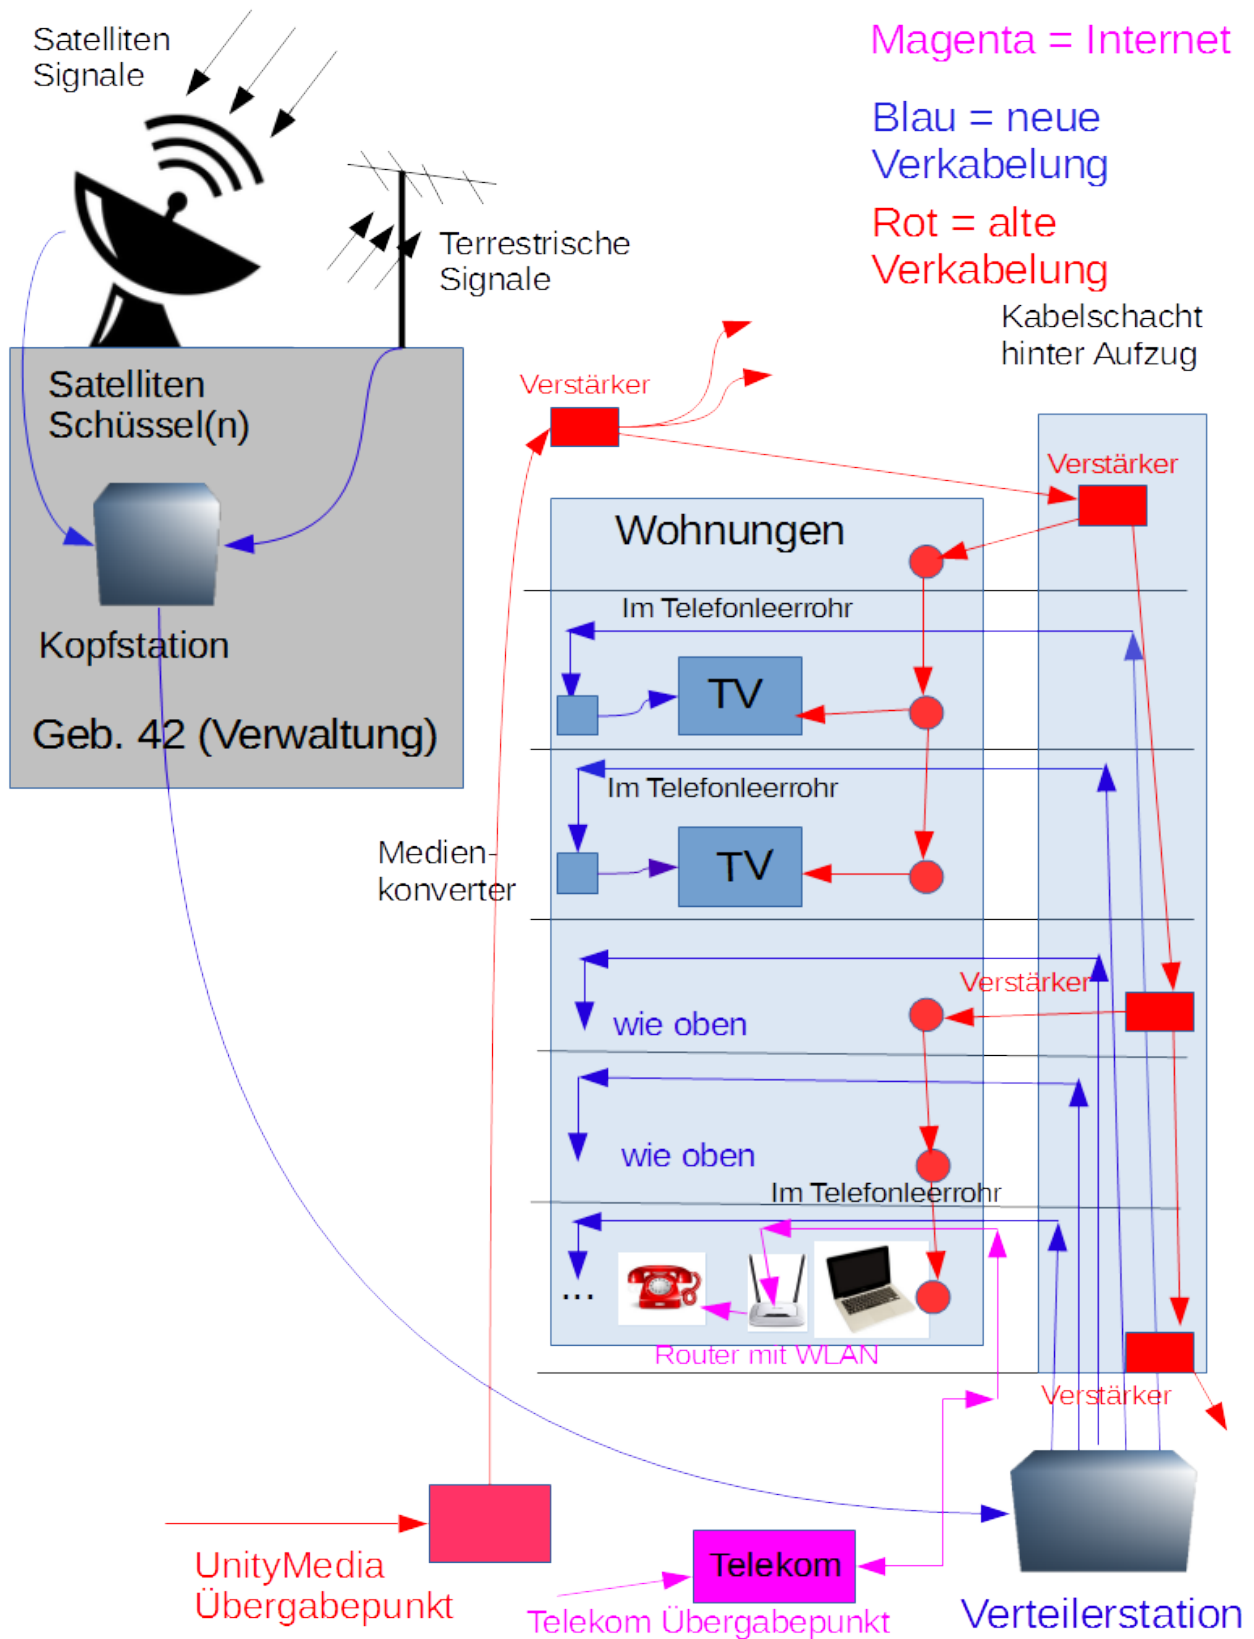 Satelliten
Signale
Magenta = Internet
Blau = neue
Verkabelung
Rot = alte
Verkabelung
Terrestrische
Signale
Kabelschacht
hinter Aufzug
Satelliten
Schüssel(n)
Verstärker
Verstärker
Wohnungen
Im Telefonleerrohr
Kopfstation
TV
Geb. 42 (Verwaltung)
Im Telefonleerrohr
Medien-
konverter
TV
Verstärker
wie oben
wie oben
Im Telefonleerrohr
...
Router mit WLAN
Verstärker
UnityMedia
Übergabepunkt
Telekom
Telekom Übergabepunkt
Verteilerstation